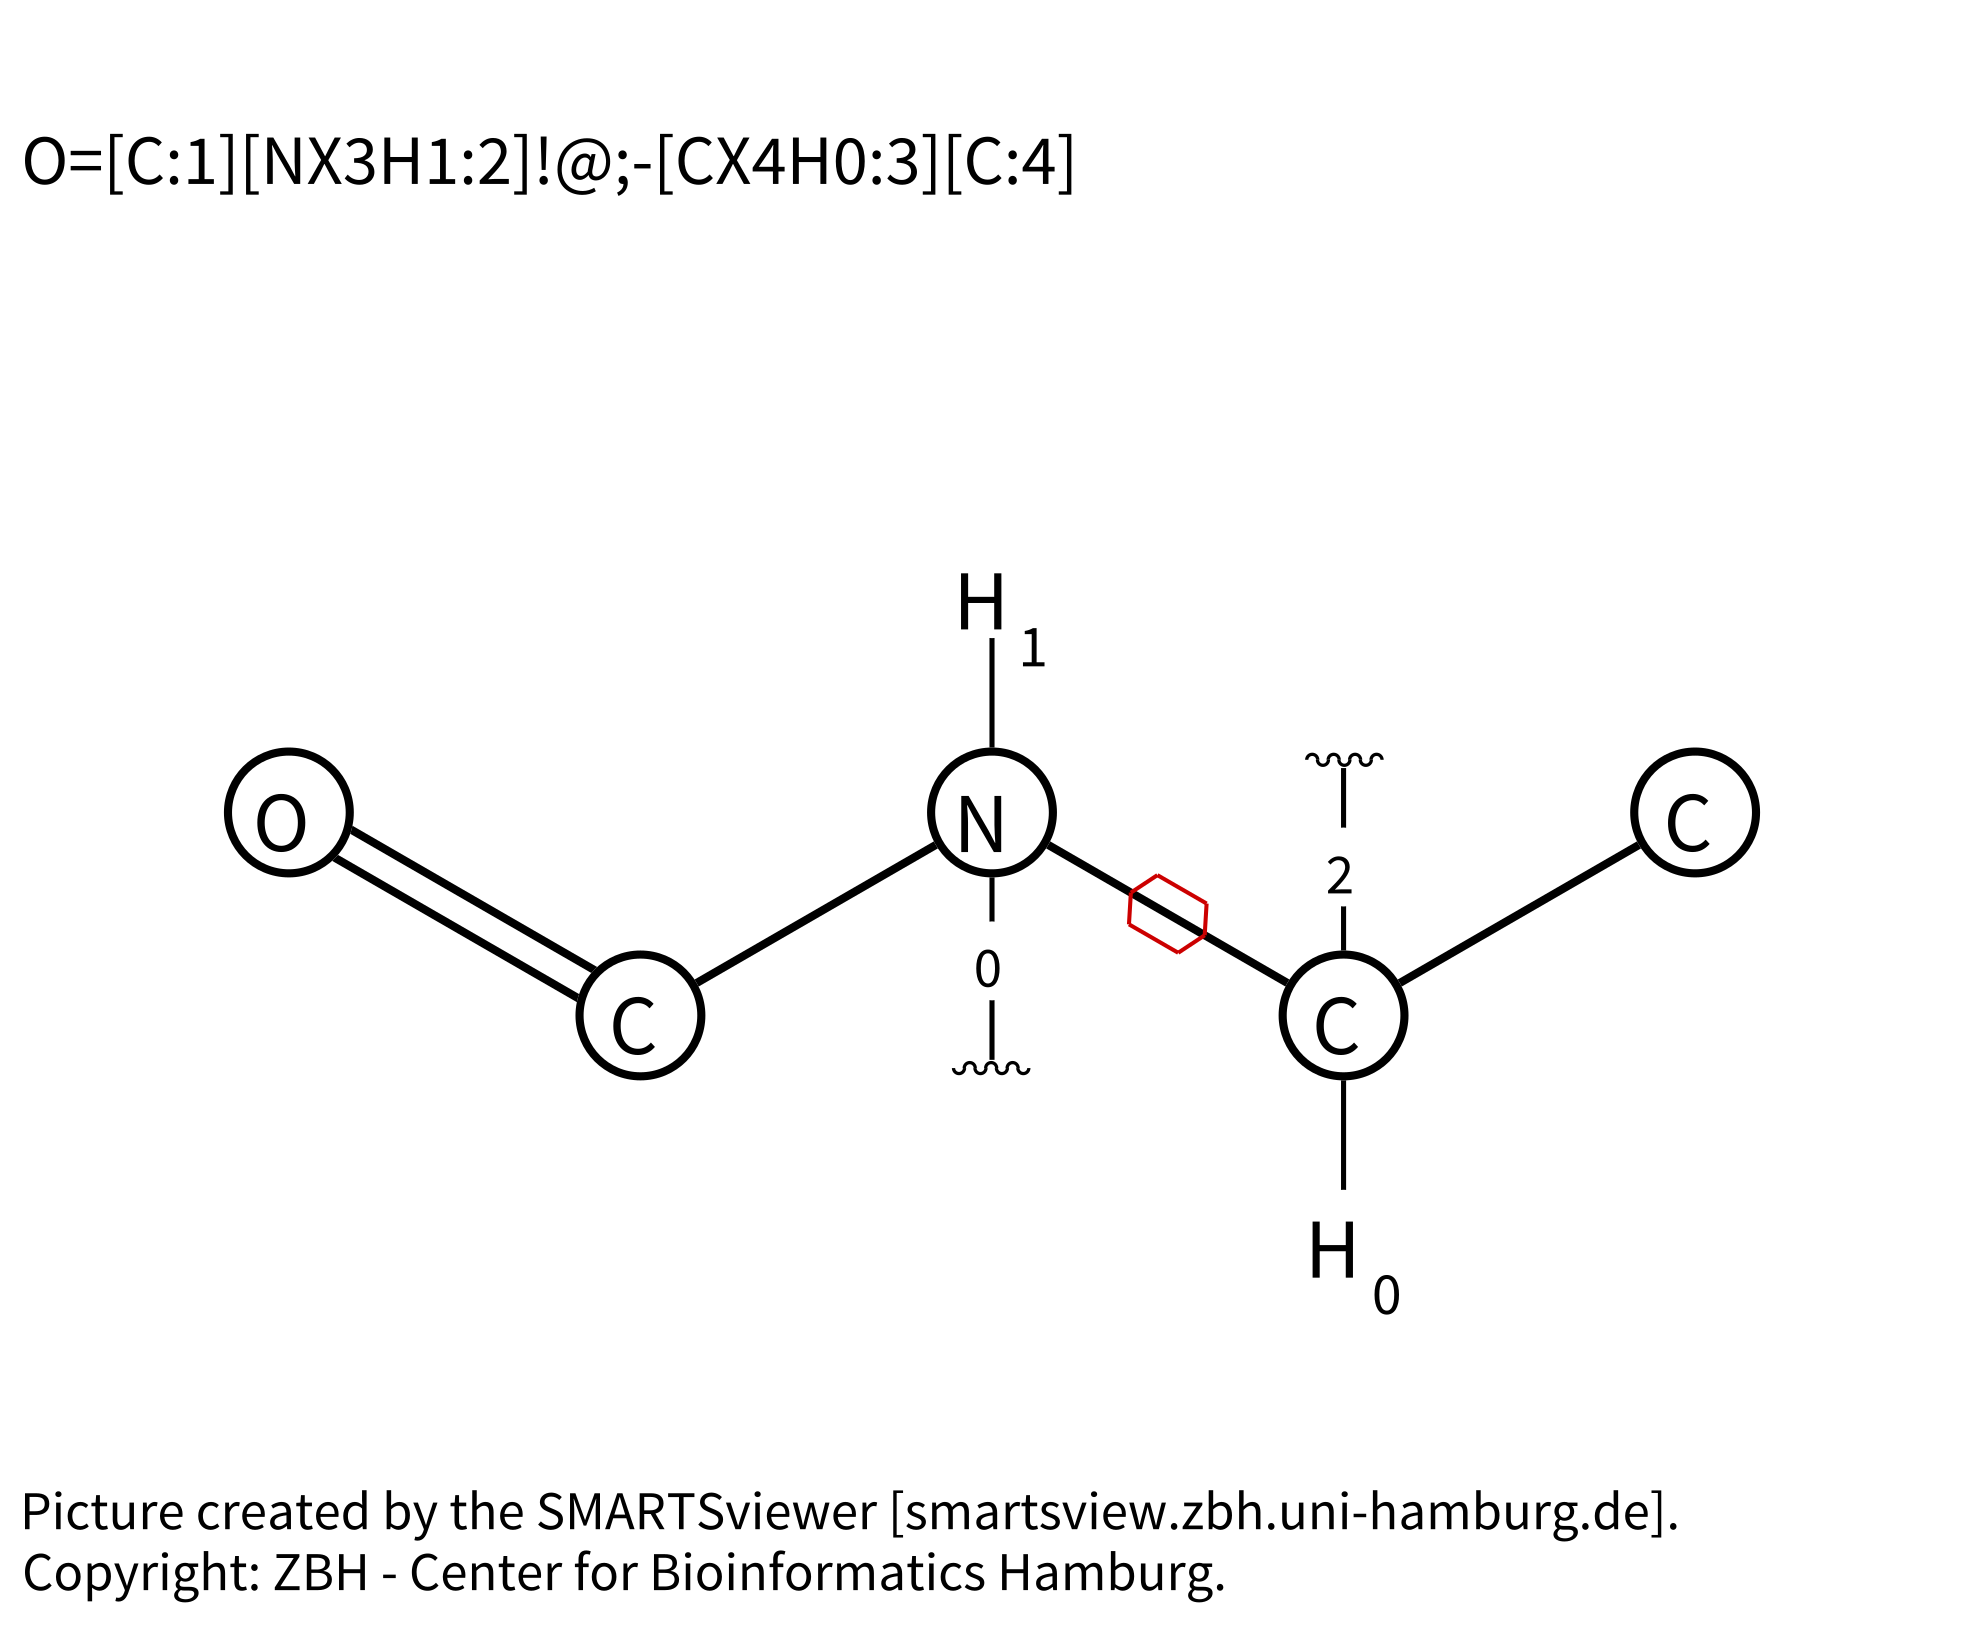 O=[C:1][NX3H1:2]!@;-[CX4H0:3][C:4]
H
1
O
N
C
2
0
C
C
H
0
Picture created by the SMARTSviewer [smartsview.zbh.uni-hamburg.de].
Copyright: ZBH - Center for Bioinformatics Hamburg.